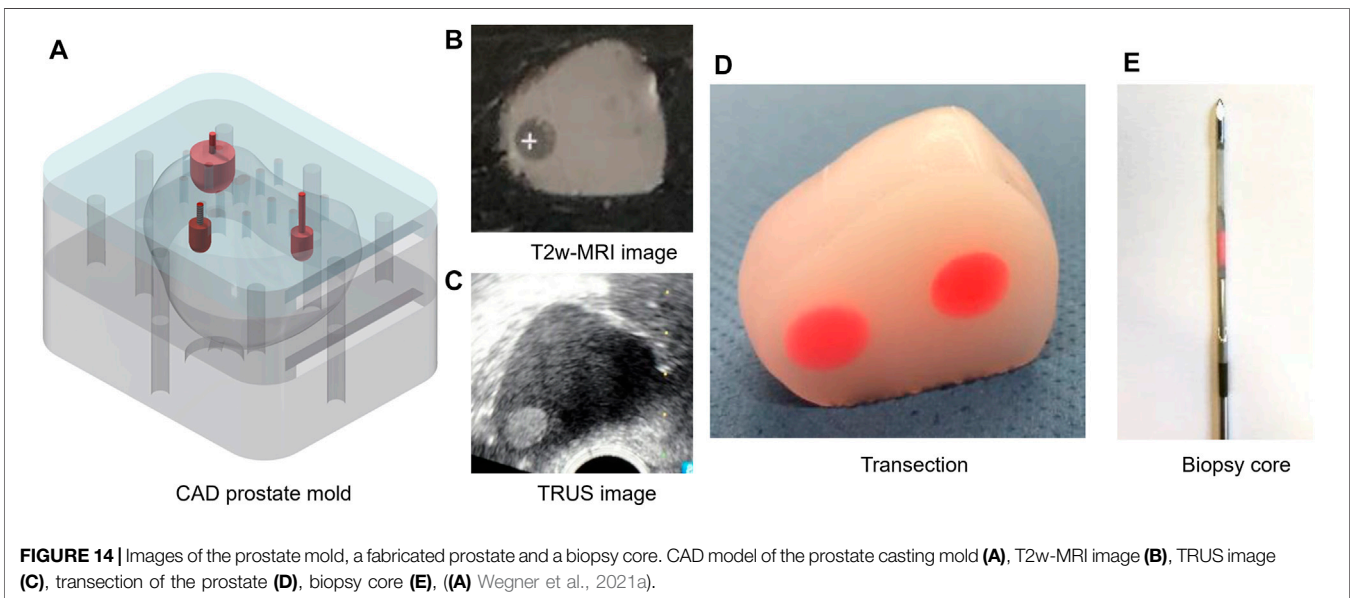 A
B
D
E
T2w-MRI image
C
CAD prostate mold
TRUS image
Transection
Biopsy core
FIGURE 14 | Images of the prostate mold, a fabricated prostate and a biopsy core. CAD model of the prostate casting mold (A), T2w-MRI image (B), TRUS image
(C), transection of the prostate (D), biopsy core (E), ((A) Wegner et al., 2021a).